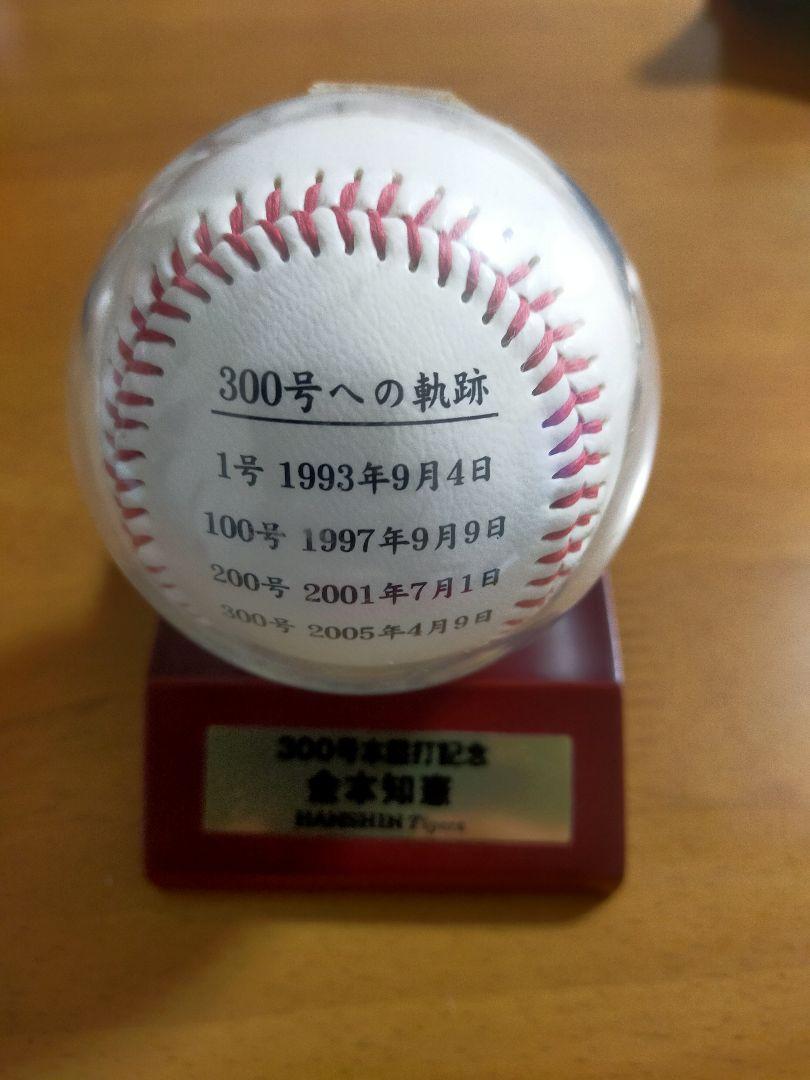 300号への軌跡
1号 1993年9月4日
100号 1997年9月9日
200号 2001年7月1日
300号 2005年4月9日
300号本塁打記念
金本知憲
HANSHIN Tigers